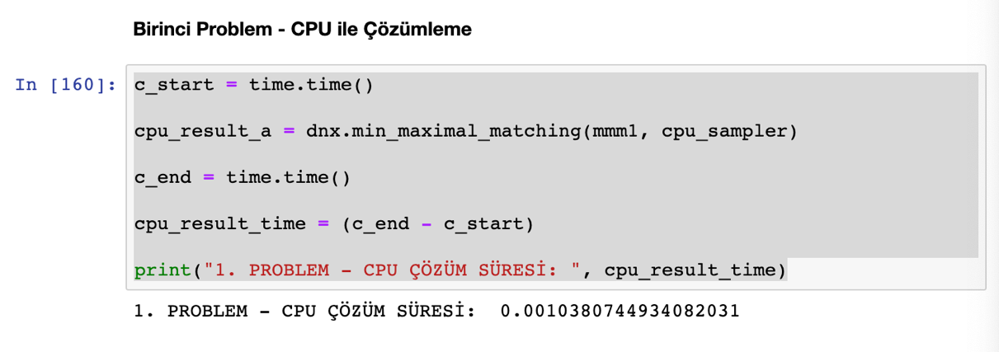 Birinci Problem - CPU ile Çözümleme
In [160]: c_start = time.time()
cpu_result_a = dnx.min_maximal_matching(mmm1, cpu_sampler)
c_end = time.time()
cpu_result_time = (c_end - c_start)
print("1. PROBLEM - CPU ÇÖZÜM SÜRESİ: ", cpu_result_time)
1. PROBLEM - CPU ÇÖZÜM SÜRESİ:  0.0010380744934082031